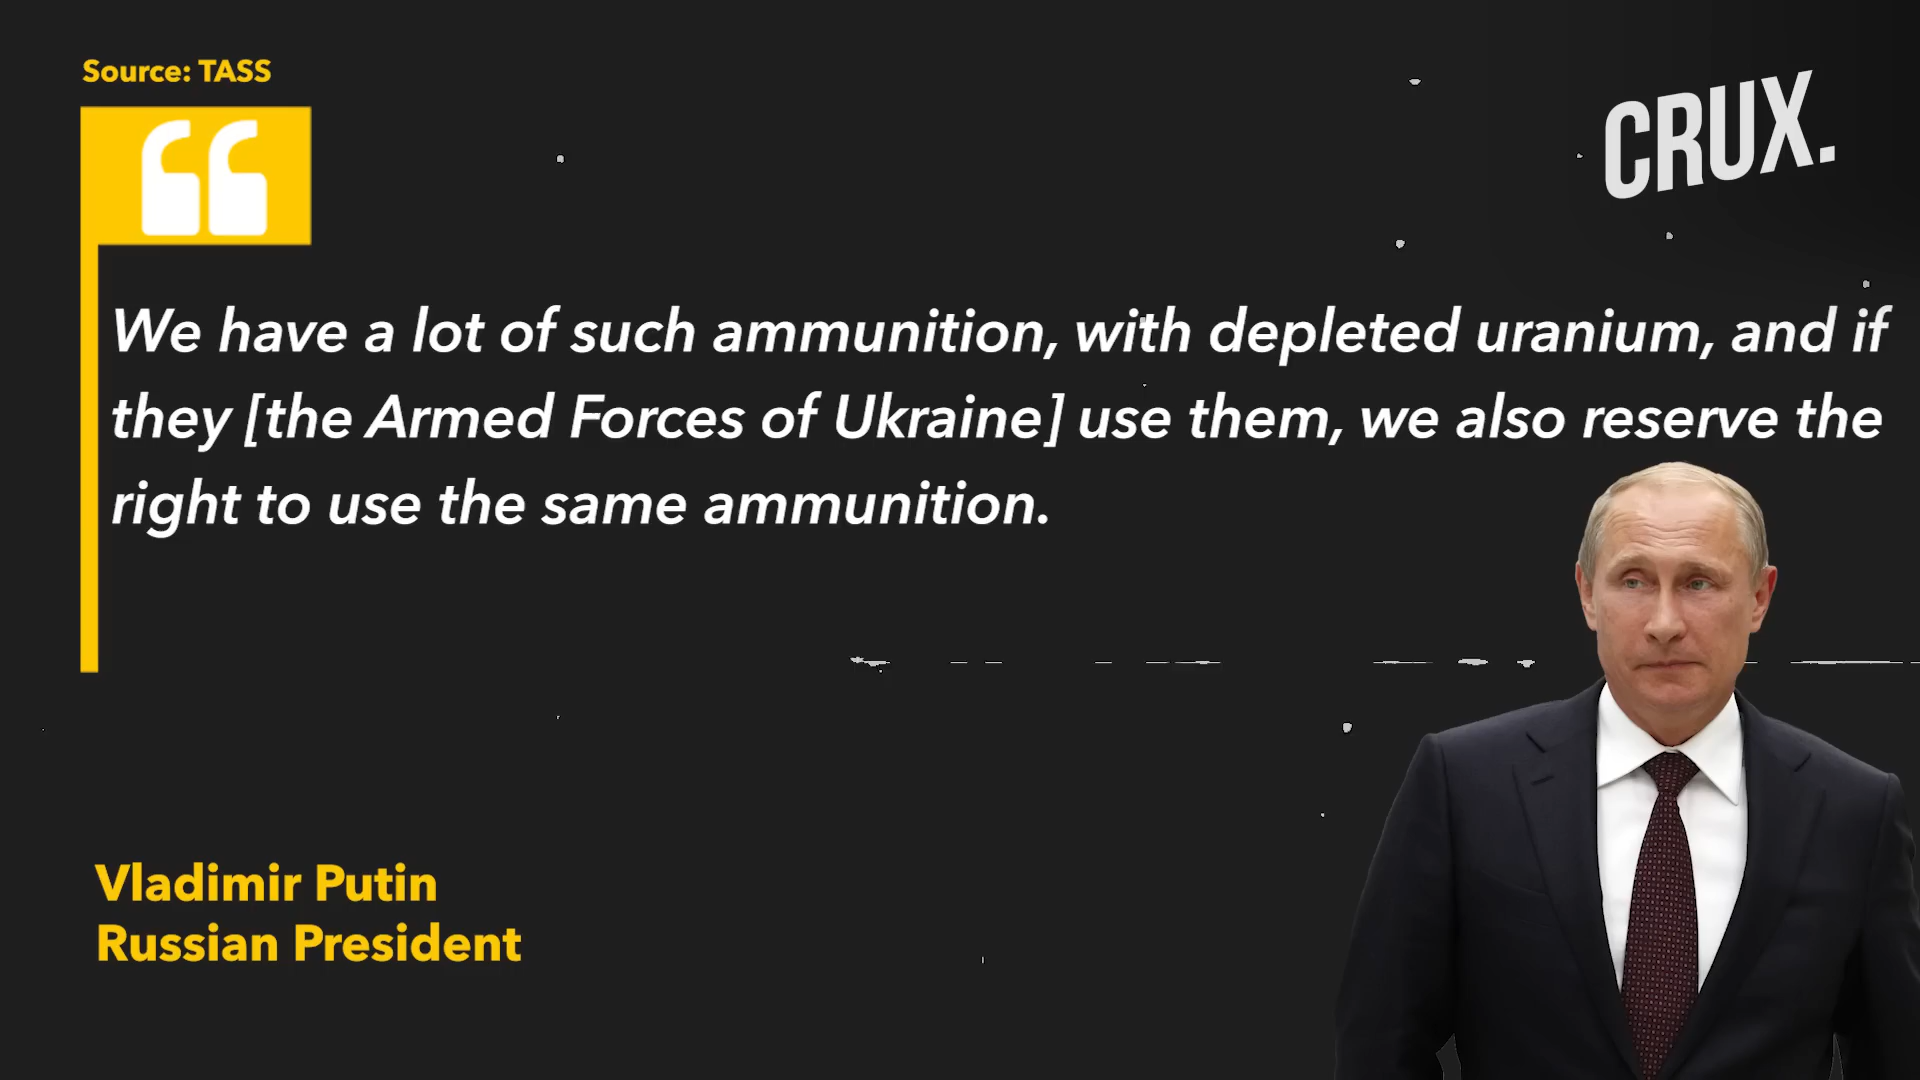 Source: TASS
CRUX.
“
We have a lot of such ammunition, with depleted uranium, and if
they [the Armed Forces of Ukraine] use them, we also reserve the
right to use the same ammunition.
Vladimir Putin
Russian President